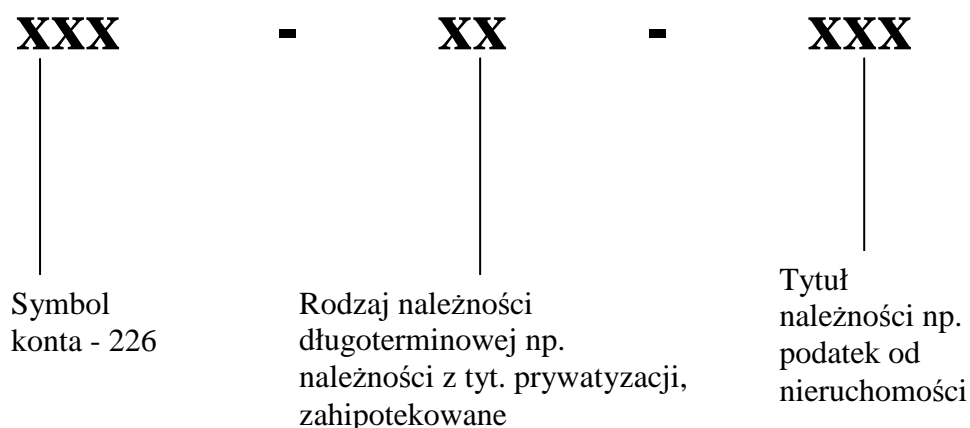 xxx - xx - xxx
Symbol
konta - 226
Rodzaj należności
długoterminowej np.
należności z tyt. prywatyzacji,
zahipotekowane
Tytuł
należności np.
podatek od
nieruchomości